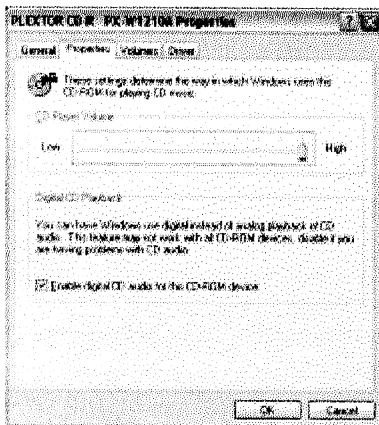 PLEXTOR CD-R PX-W1210A Properties
General Properties Volumes Driver
These settings determine the way in which Windows uses the
CD-ROM for playing CD music.
CD Player Volume
Low High
Digital CD Playback
You can have Windows use digital instead of analog playback of CD
audio. This feature may not work with all CD-ROM devices, disable if you
are having problems with CD audio.
Enable digital CD audio for this CD-ROM device.
OK Cancel